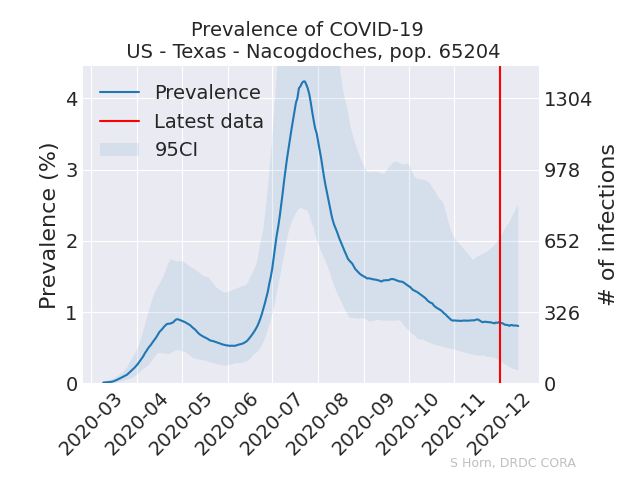 Prevalence of COVID-19
US - Texas - Nacogdoches, pop. 65204
Prevalence
Latest data
95CI
Prevalence (%)
4
3
2
1
0
1304
978
652
326
0
# of infections
2020-03
2020-04
2020-05
2020-06
2020-07
2020-08
2020-09
2020-10
2020-11
2020-12
S Horn, DRDC CORA